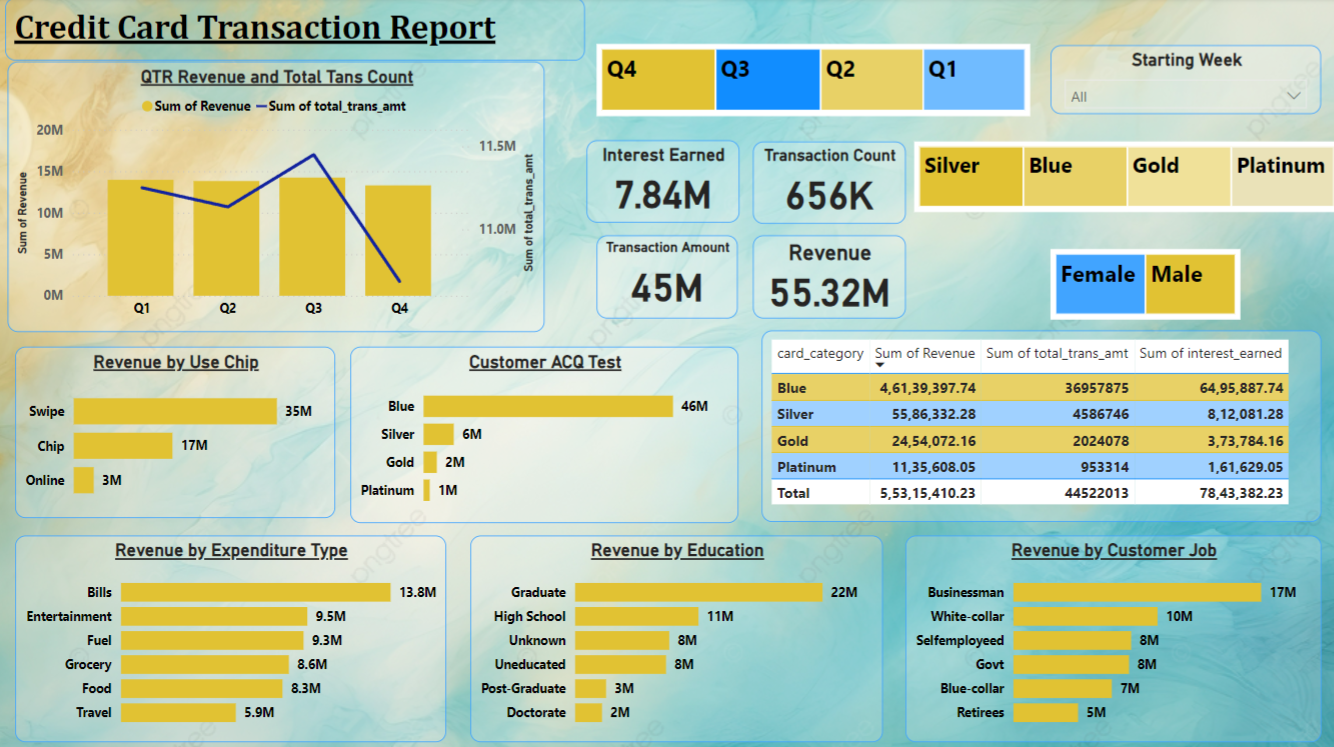 Credit Card Transaction Report
QTR Revenue and Total Tans Count
Sum of Revenue Sum of total_trans_amt
20M
15M
10M
5M
0M
Sum of Revenue
11.5M
11.0M
Sum of total_trans_amt
Q1 Q2 Q3 Q4
Q4 Q3 Q2 Q1
Starting Week
All
Interest Earned
7.84M
Transaction Count
656K
Silver Blue Gold Platinum
Transaction Amount
45M
Revenue
55.32M
Female Male
Revenue by Use Chip
Swipe 35M
Chip 17M
Online 3M
Customer ACQ Test
Blue 46M
Silver 6M
Gold 2M
Platinum 1M
card_category Sum of Revenue Sum of total_trans_amt Sum of interest_earned
Blue 4,61,39,397.74 36957875 64,95,887.74
Silver 55,86,332.28 4586746 8,12,081.28
Gold 24,54,072.16 2024078 3,73,784.16
Platinum 11,35,608.05 953314 1,61,629.05
Total 5,53,15,410.23 44522013 78,43,382.23
Revenue by Expenditure Type
Bills 13.8M
Entertainment 9.5M
Fuel 9.3M
Grocery 8.6M
Food 8.3M
Travel 5.9M
Revenue by Education
Graduate 22M
High School 11M
Unknown 8M
Uneducated 8M
Post-Graduate 3M
Doctorate 2M
Revenue by Customer Job
Businessman 17M
White-collar 10M
Selfemployeed 8M
Govt 8M
Blue-collar 7M
Retirees 5M
pngtree